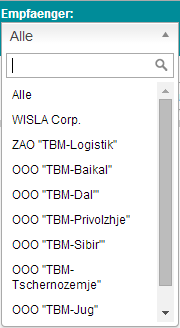 Empfaenger:
Alle
Alle
WISLA Corp.
ZAO "TBM-Logistik"
OOO "TBM-Baikal"
OOO "TBM-Dal'"
OOO "TBM-Privolzhje"
OOO "TBM-Sibir'"
OOO "TBM-
Tschernozemje"
OOO "TBM-Jug"